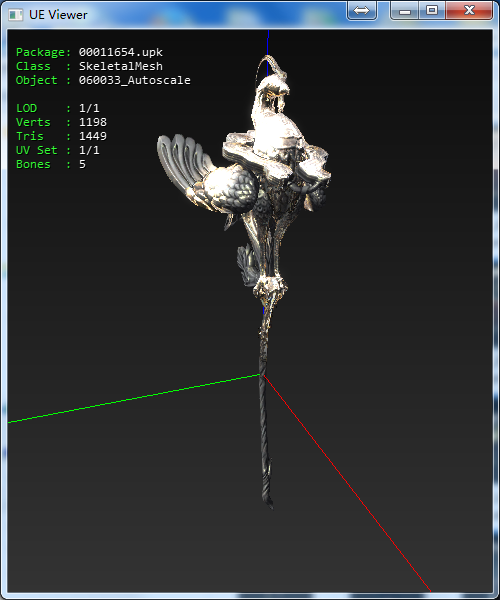 UE Viewer
Package: 00011654.upk
Class : SkeletalMesh
Object : 060033_Autoscale
LOD : 1/1
Verts : 1198
Tris : 1449
UV Set : 1/1
Bones : 5